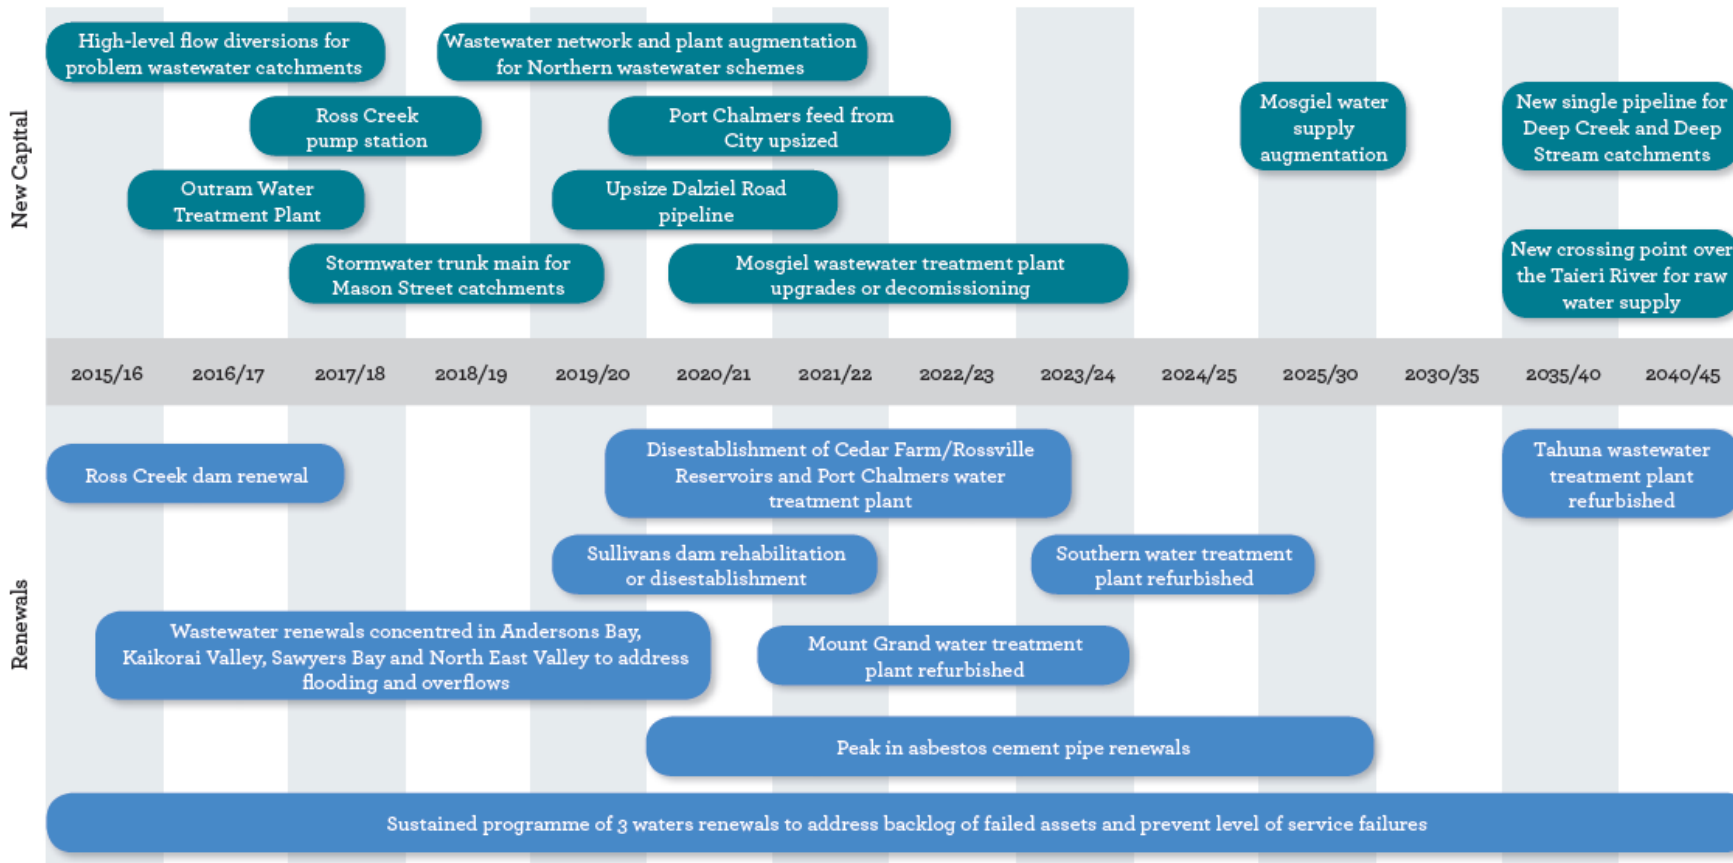 New Capital
High-level flow diversions for
problem wastewater catchments
Wastewater network and plant augmentation
for Northern wastewater schemes
Ross Creek
pump station
Port Chalmers feed from
City upsized
Mosgiel water
supply
augmentation
New single pipeline for
Deep Creek and Deep
Stream catchments
Outram Water
Treatment Plant
Upsize Dalziel Road
pipeline
Stormwater trunk main for
Mason Street catchments
Mosgiel wastewater treatment plant
upgrades or decomissioning
New crossing point over
the Taieri River for raw
water supply
2015/16 2016/17 2017/18 2018/19 2019/20 2020/21 2021/22 2022/23 2023/24 2024/25 2025/30 2030/35 2035/40 2040/45
Renewals
Ross Creek dam renewal
Disestablishment of Cedar Farm/Rossville
Reservoirs and Port Chalmers water
treatment plant
Tahuna wastewater
treatment plant
refurbished
Sullivans dam rehabilitation
or disestablishment
Southern water treatment
plant refurbished
Wastewater renewals concentred in Andersons Bay,
Kaikorai Valley, Sawyers Bay and North East Valley to address
flooding and overflows
Mount Grand water treatment
plant refurbished
Peak in asbestos cement pipe renewals
Sustained programme of 3 waters renewals to address backlog of failed assets and prevent level of service failures